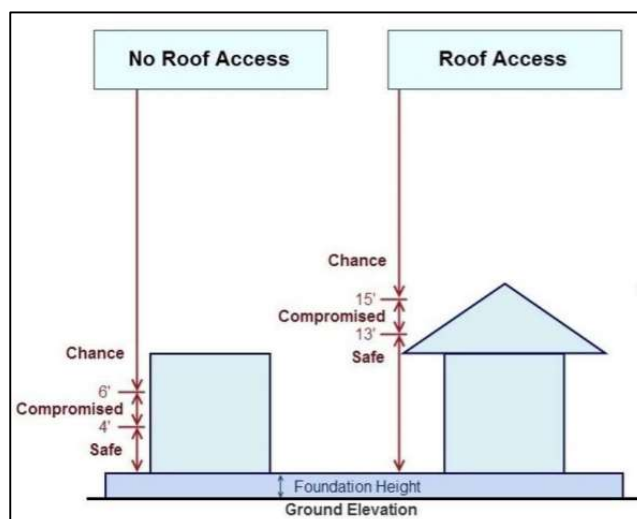 No Roof Access
Roof Access
Chance
15'
Compromised
13'
Safe
Chance
6'
Compromised
4'
Safe
Foundation Height
Ground Elevation